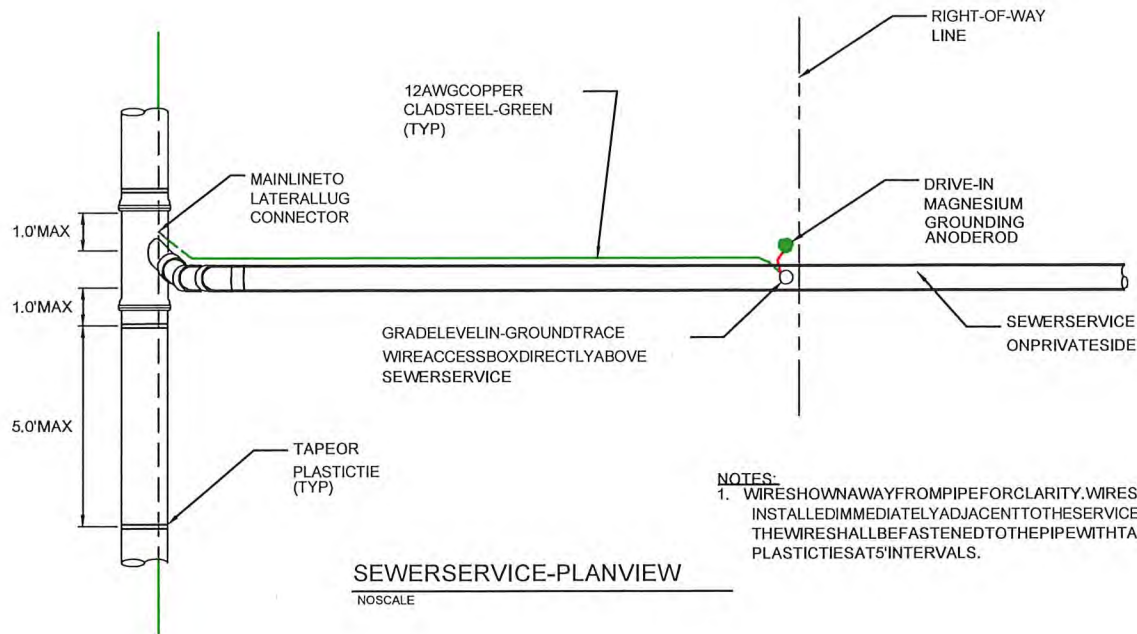 RIGHT-OF-WAY
LINE
12AWGCOPPER
CLADSTEEL-GREEN
(TYP)
MAINLINETO
LATERALLUG
CONNECTOR
DRIVE-IN
MAGNESIUM
GROUNDING
ANODEROD
1.0'MAX
1.0'MAX
GRADELEVELIN-GROUNDTRACE
WIREACCESSBOXDIRECTLYABOVE
SEWERSERVICE
SEWERSERVICE
ONPRIVATESIDE
5.0'MAX
TAPEOR
PLASTICTIE
(TYP)
NOTES:
1. WIRESHOWNAWAYFROMPIPEFORCLARITY.WIRES
INSTALLEDIMMEDIATELYADJACENTTOTHESERVICE
THEWIRESHALLBEFASTENEDTOTHEPIPEWITHTA
PLASTICTIESAT5'INTERVALS.
SEWERSERVICE-PLANVIEW
NOSCALE